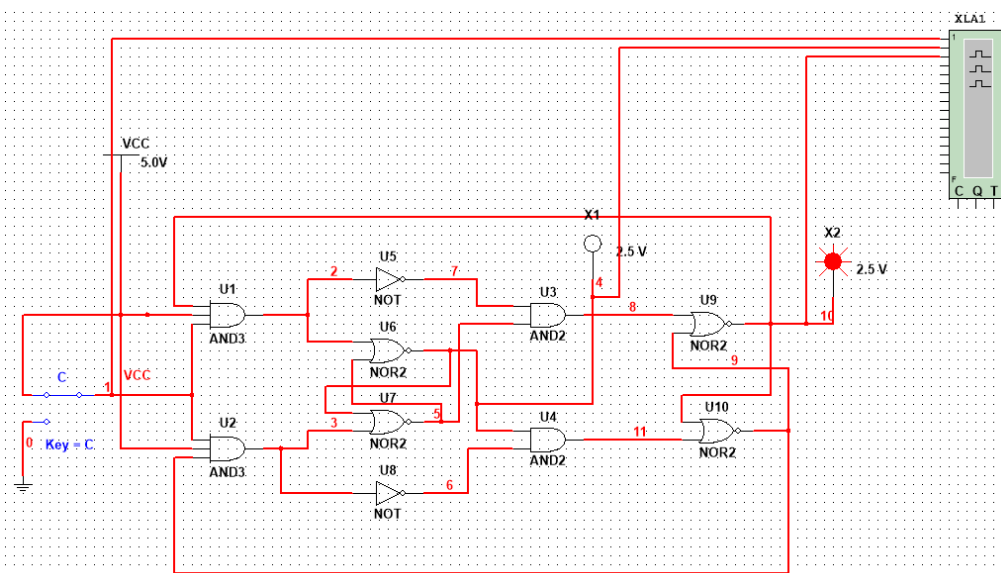 XLA1
1
F
C Q T
VCC
5.0V
X1
2.5 V
4
X2
2.5 V
10
U1
AND3
2
U5
NOT
7
U3
AND2
8
U9
NOR2
9
U6
NOR2
C
1
VCC
0
Key = C
U2
AND3
3
U7
NOR2
5
U4
AND2
11
U10
NOR2
U8
NOT
6